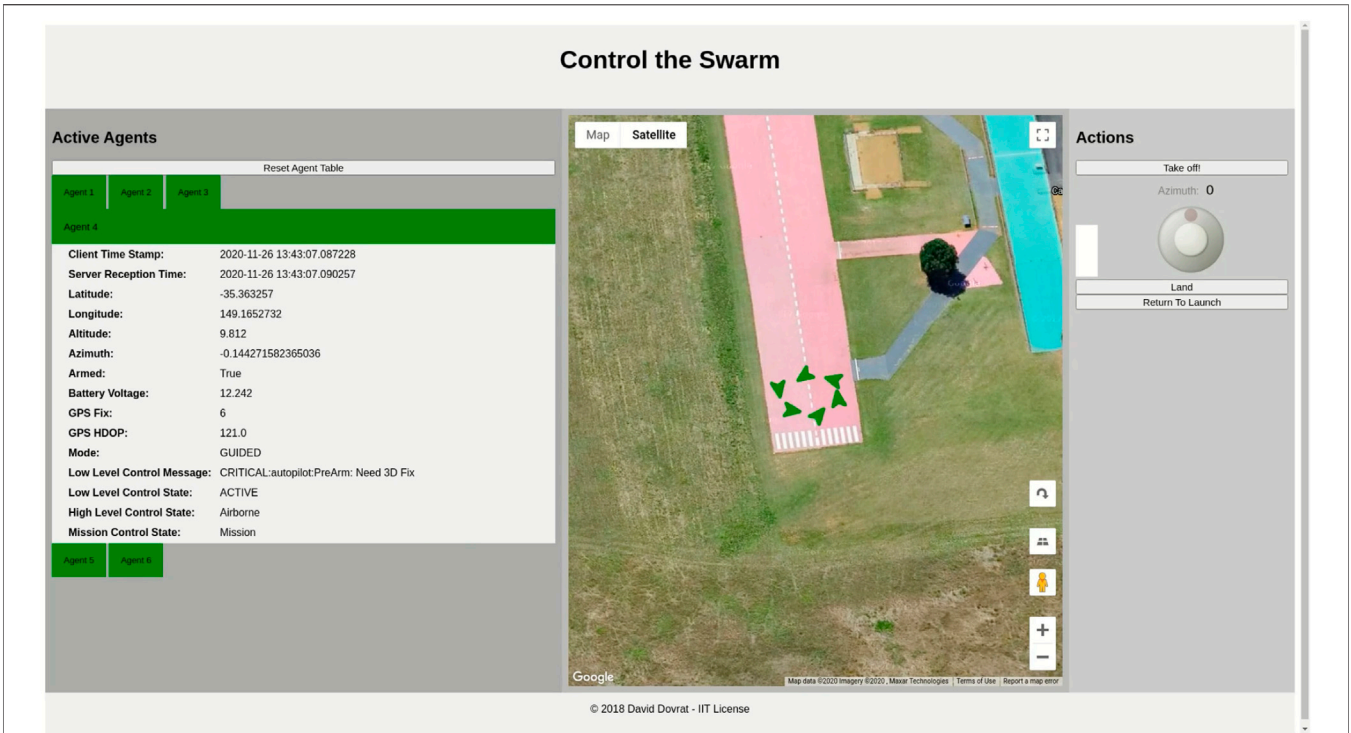 Control the Swarm
Active Agents
Reset Agent Table
Agent 1 Agent 2 Agent 3
Agent 4
Client Time Stamp: 2020-11-26 13:43:07.087228
Server Reception Time: 2020-11-26 13:43:07.090257
Latitude: -35.363257
Longitude: 149.1652732
Altitude: 9.812
Azimuth: -0.144271582365036
Armed: True
Battery Voltage: 12.242
GPS Fix: 6
GPS HDOP: 121.0
Mode: GUIDED
Low Level Control Message: CRITICAL:autopilot:PreArm: Need 3D Fix
Low Level Control State: ACTIVE
High Level Control State: Airborne
Mission Control State: Mission
Agent 5 Agent 6
Map Satellite
Google
Map data ©2020 Imagery ©2020 , Maxar Technologies Terms of Use Report a map error
Actions
Take off!
Azimuth: 0
Land
Return To Launch
© 2018 David Dovrat - IIT License